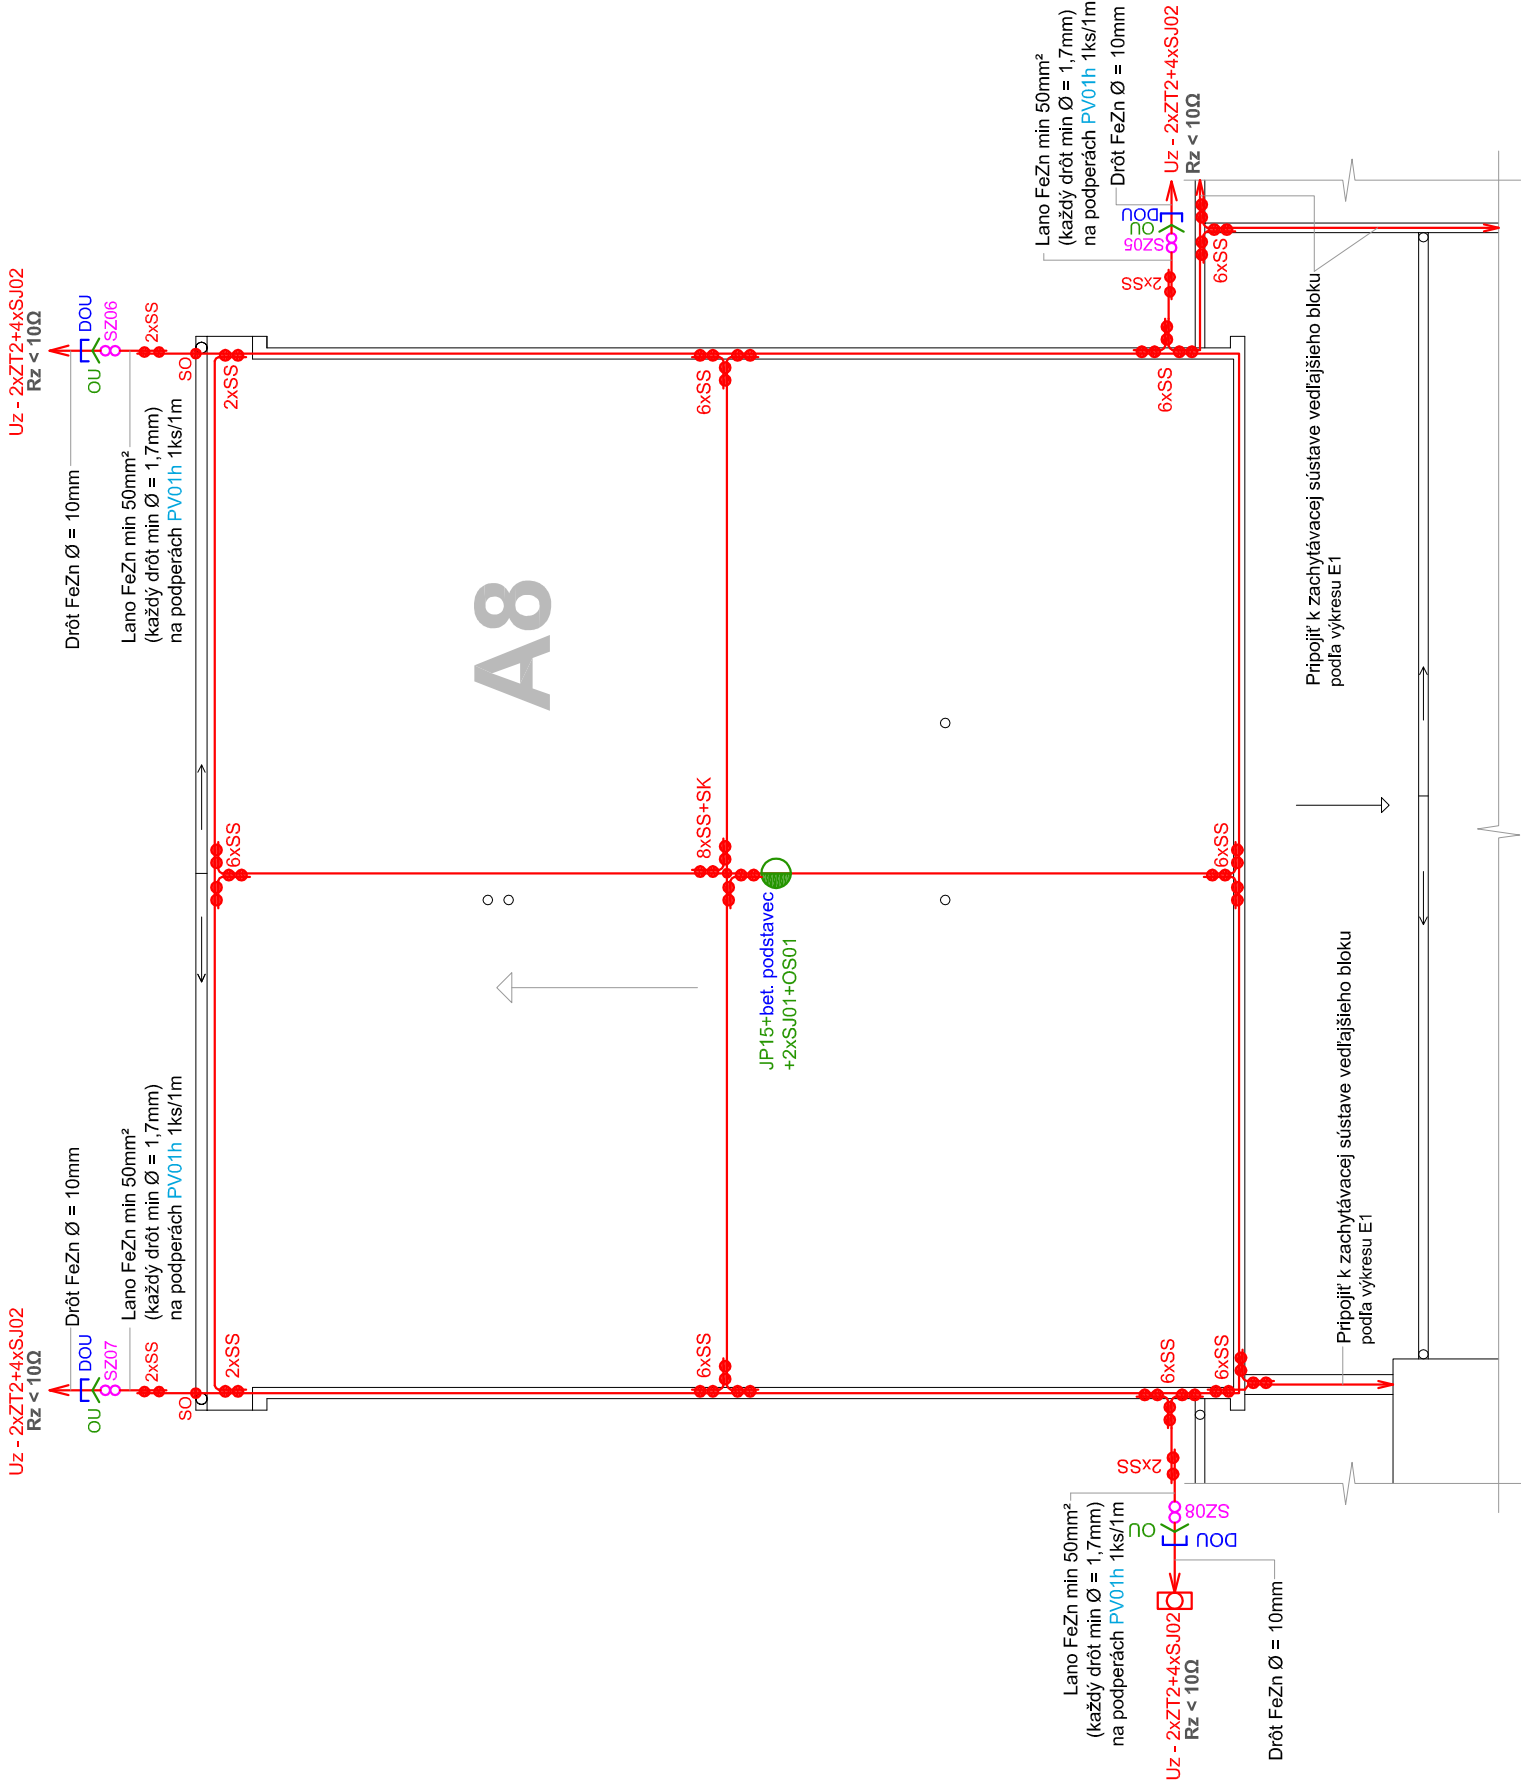 Uz - 2xZT2+4xSJ02
Rz < 10Ω
Drôt FeZn Ø = 10mm
DOU
OU
SZ07
2xSS
Lano FeZn min 50mm²
(každý drôt min Ø = 1,7mm)
na podperách PV01h 1ks/1m
SO
2xSS
Uz - 2xZT2+4xSJ02
Rz < 10Ω
Drôt FeZn Ø = 10mm
DOU
OU
SZ06
2xSS
Lano FeZn min 50mm²
(každý drôt min Ø = 1,7mm)
na podperách PV01h 1ks/1m
SO
2xSS
6xSS
A8
6xSS
8xSS+SK
6xSS
JP15+bet. podstavec
+2xSJ01+OS01
Lano FeZn min 50mm²
(každý drôt min Ø = 1,7mm)
na podperách PV01h 1ks/1m
Drôt FeZn Ø = 10mm
Uz - 2xZT2+4xSJ02
Rz < 10Ω
DOU
OU
SZ05
2xSS
6xSS
6xSS
6xSS
6xSS
6xSS
2xSS
Lano FeZn min 50mm²
(každý drôt min Ø = 1,7mm)
na podperách PV01h 1ks/1m
OU
SZ08
DOU
Uz - 2xZT2+4xSJ02
Rz < 10Ω
Drôt FeZn Ø = 10mm
Pripojiť k zachytávacej sústave vedľajšieho bloku
podľa výkresu E1
Pripojiť k zachytávacej sústave vedľajšieho bloku
podľa výkresu E1